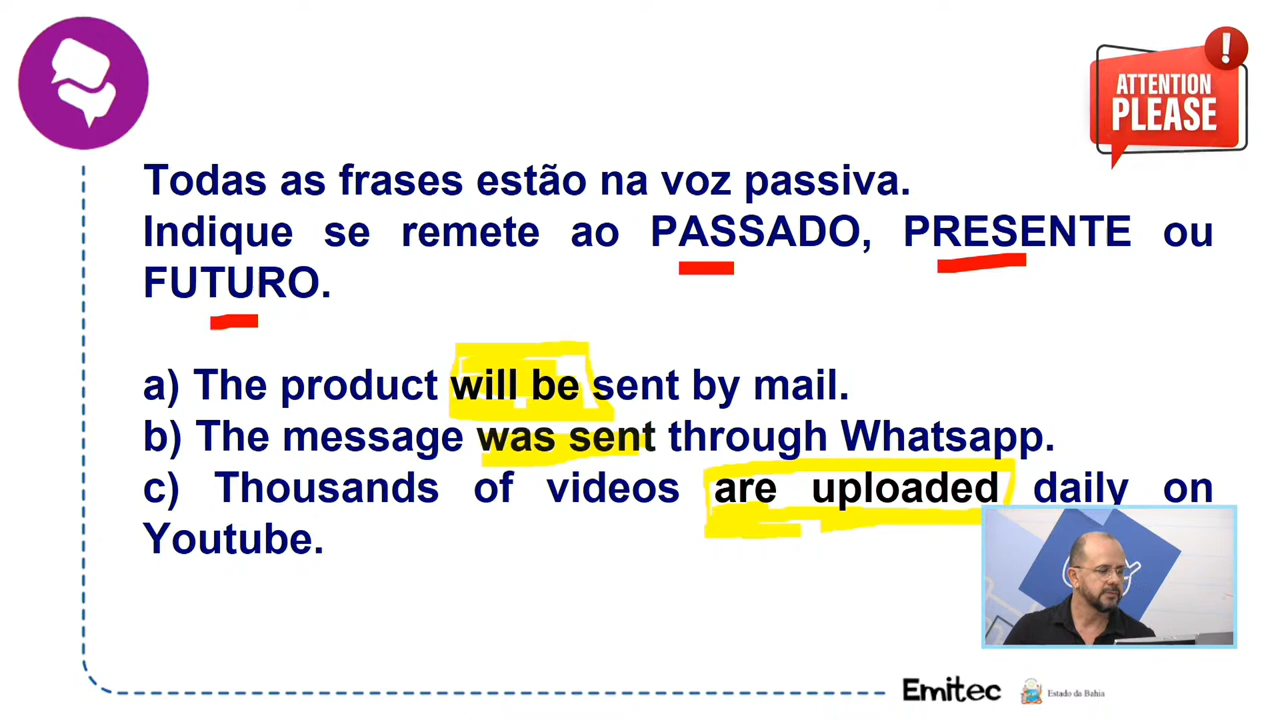 ATTENTION
PLEASE
!
Todas as frases estão na voz passiva.
Indique se remete ao PASSADO, PRESENTE ou
FUTURO.
a) The product will be sent by mail.
b) The message was sent through Whatsapp.
c) Thousands of videos are uploaded daily on
Youtube.
Emitec
Estado da Bahia